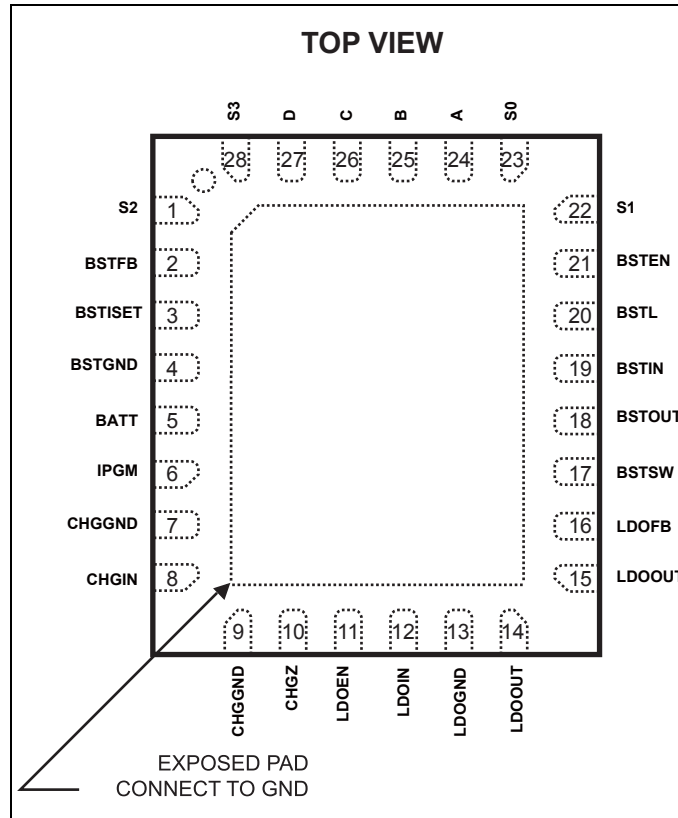 TOP VIEW
S3 D C B A S0
28 27 26 25 24 23
S2 1 22 S1
BSTFB 2 21 BSTEN
BSTISET 3 20 BSTL
BSTGND 4 19 BSTIN
BATT 5 18 BSTOUT
IPGM 6 17 BSTSW
CHGGND 7 16 LDOFB
CHGIN 8 15 LDOOUT
9 10 11 12 13 14
CHGGND CHGZ LDOEN LDOIN LDOGND LDOOUT
EXPOSED PAD
CONNECT TO GND